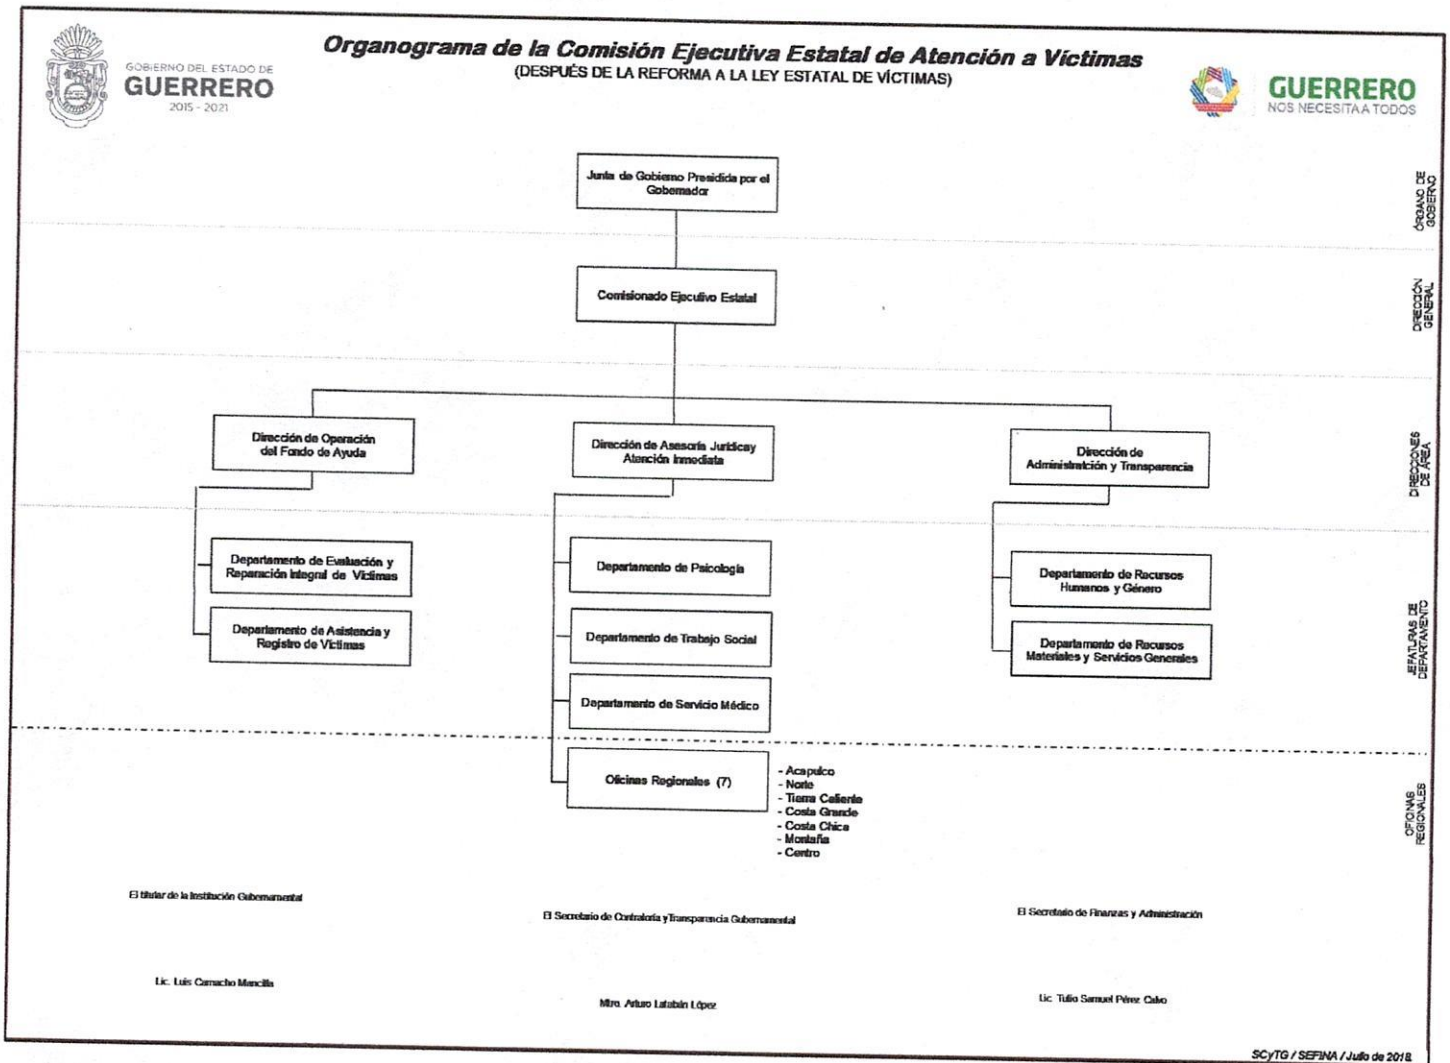 Organograma de la Comisión Ejecutiva Estatal de Atención a Víctimas
(DESPUÉS DE LA REFORMA A LA LEY ESTATAL DE VÍCTIMAS)
GOBIERNO DEL ESTADO DE
GUERRERO
2015 - 2021
GUERRERO
NOS NECESITA A TODOS
Junta de Gobierno Presidida por el
Gobernador
ÓRGANO DE
GOBIERNO
Comisionado Ejecutivo Estatal
DIRECCIÓN
GENERAL
Dirección de Operación
del Fondo de Ayuda
Dirección de Asesoría Jurídica y
Atención Inmediata
Dirección de
Administratción y Transparencia
DIRECCIONES
DE ÁREA
Departamento de Evaluación y
Reparación Integral de Víctimas
Departamento de Asistencia y
Registro de Víctimas
Departamento de Psicología
Departamento de Trabajo Social
Departamento de Servicio Médico
Departamento de Recursos
Humanos y Género
Departamento de Recursos
Materiales y Servicios Generales
JEFATURAS DE
DEPARTAMENTO
Oficinas Regionales (7)
- Acapulco
- Norte
- Tierra Caliente
- Costa Grande
- Costa Chica
- Montaña
- Centro
OFICINAS
REGIONALES
El titular de la Institución Gubernamental
El Secretario de Contraloría y Transparencia Gubernamental
El Secretario de Finanzas y Administración
Lic. Luis Camacho Mancilla
Mtro. Arturo Latabán López
Lic. Tulio Samuel Pérez Calvo
SCyTG / SEFINA / Julio de 2018